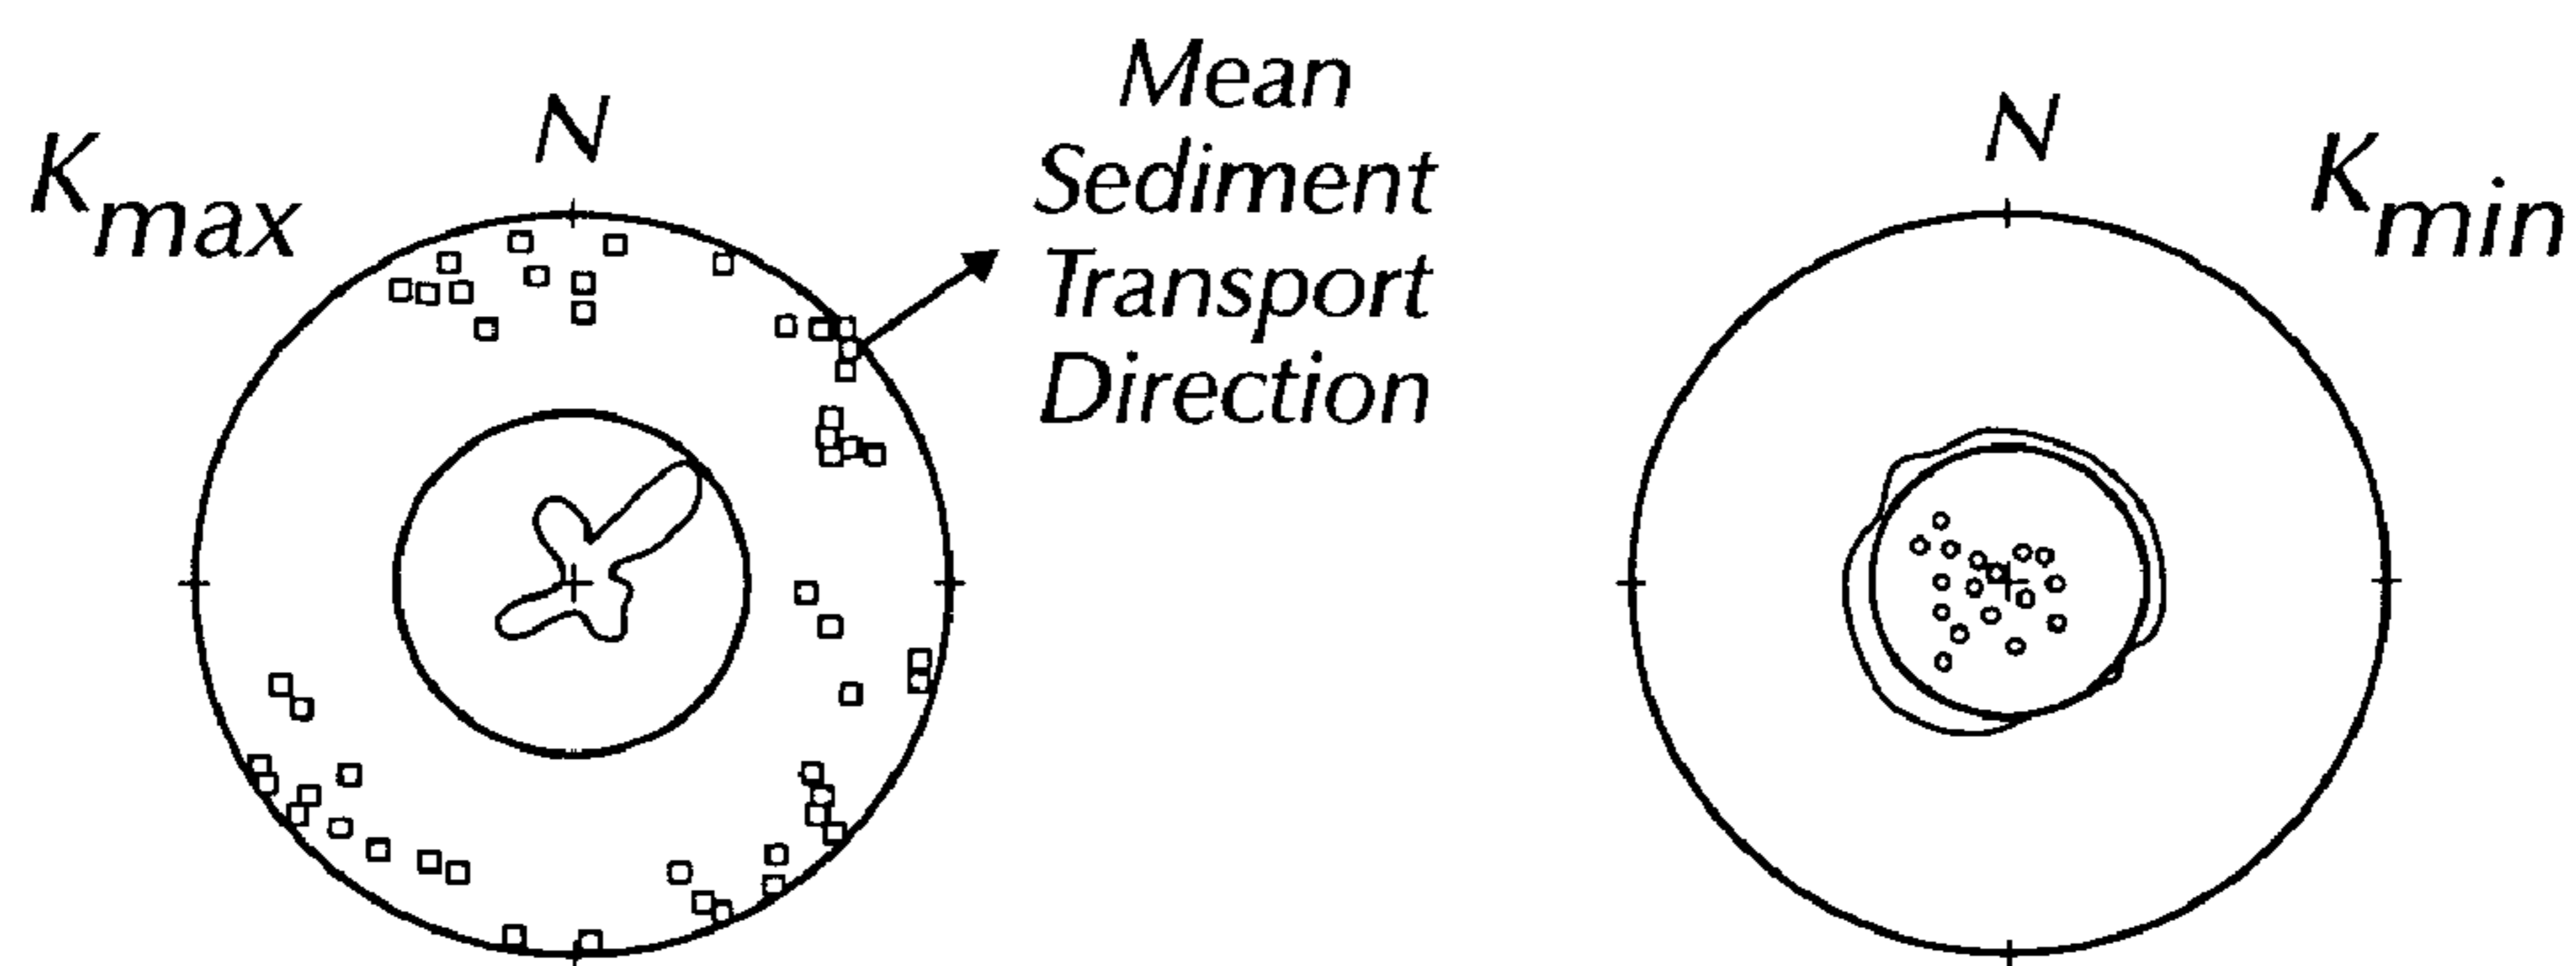 K max
N
Mean
Sediment
Transport
Direction
N
K min